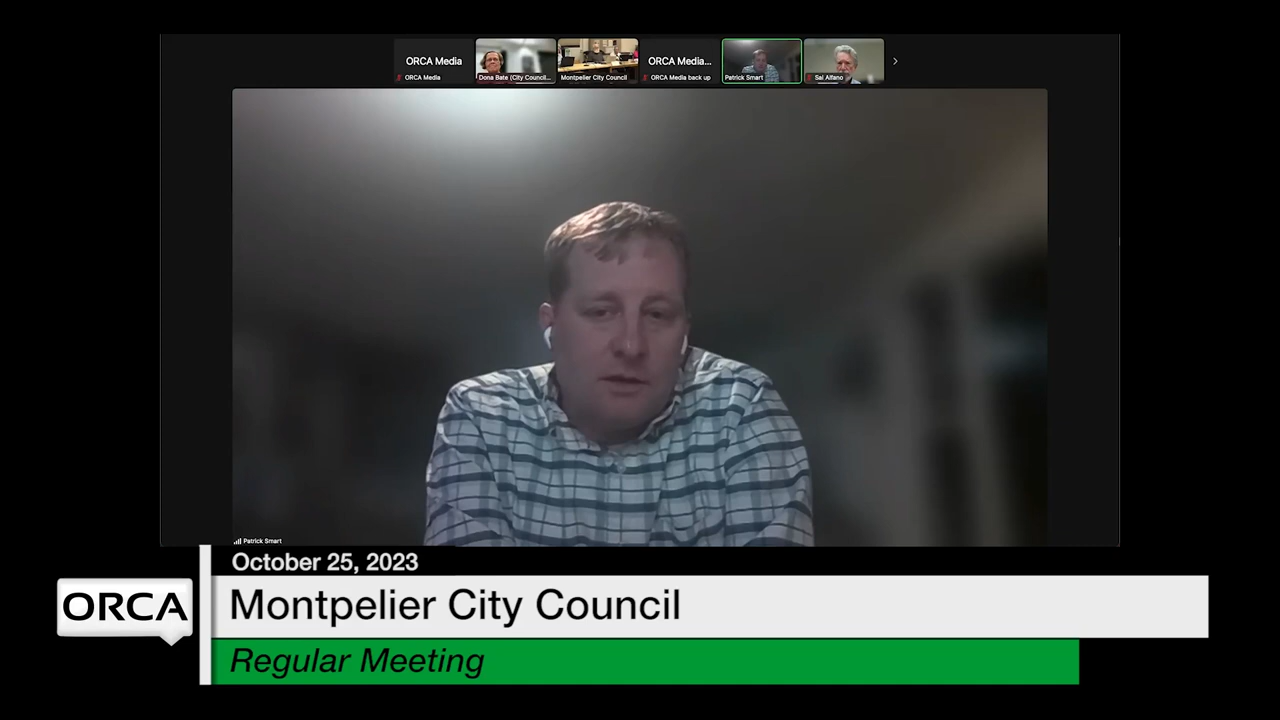 ORCA Media
ORCA Media...
ORCA Media
Dona Bate (City Council...
Montpelier City Council
ORCA Media back up
Patrick Smart
Sal Alfano
Patrick Smart
October 25, 2023
ORCA
Montpelier City Council
Regular Meeting